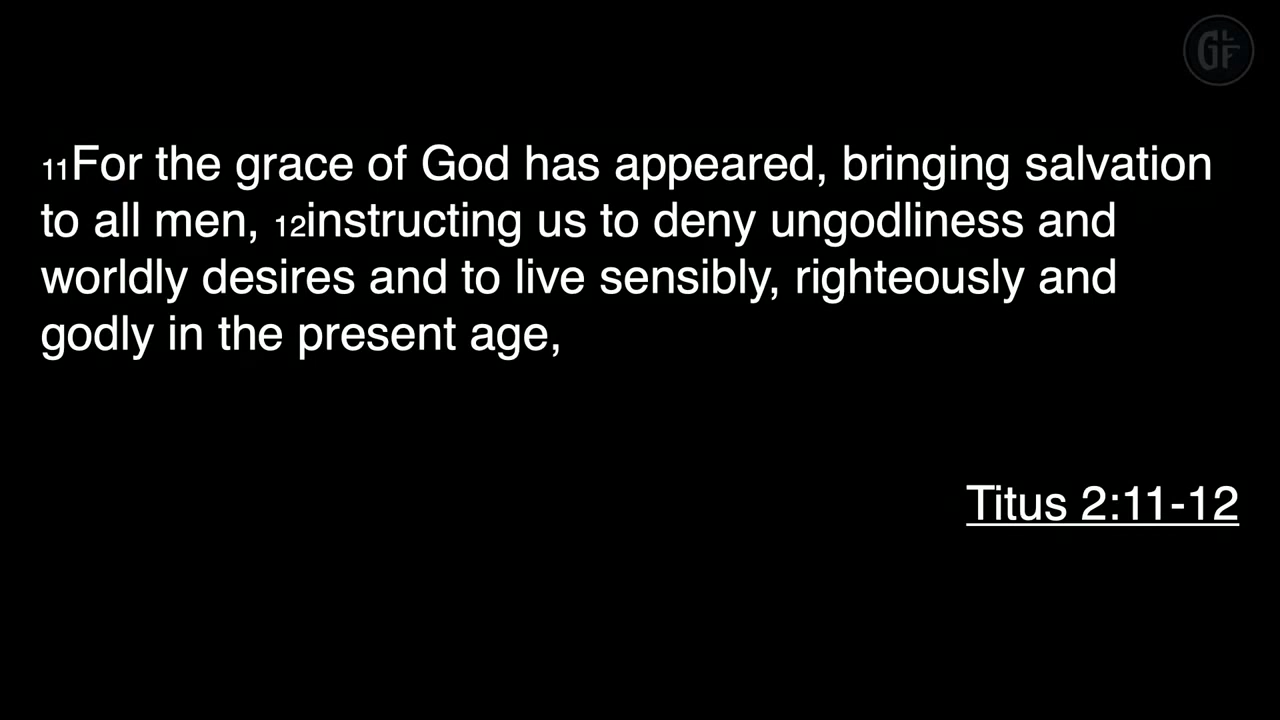 11For the grace of God has appeared, bringing salvation
to all men, 12instructing us to deny ungodliness and
worldly desires and to live sensibly, righteously and
godly in the present age,
Titus 2:11-12